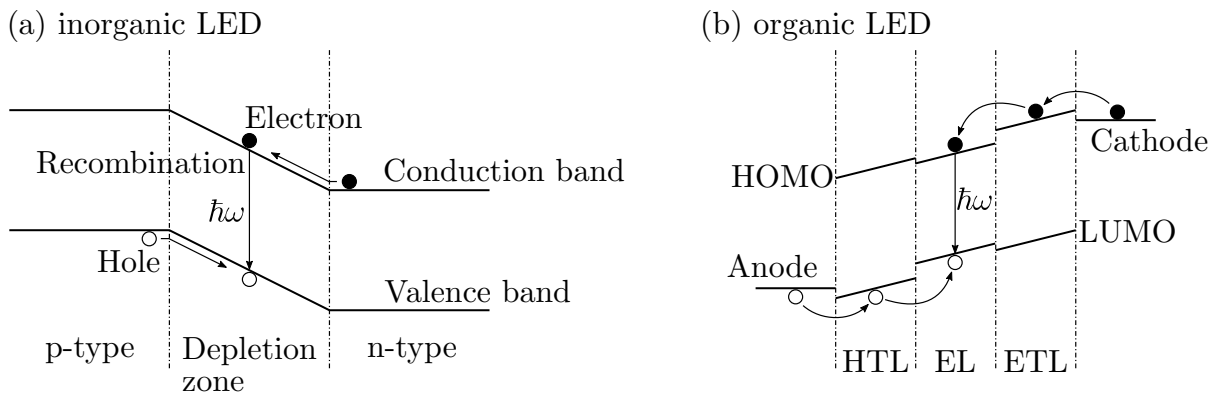 (a) inorganic LED
Electron
Recombination
Conduction band
ħω
Hole
Valence band
p-type
Depletion
zone
n-type
(b) organic LED
Cathode
HOMO
ħω
LUMO
Anode
HTL
EL
ETL